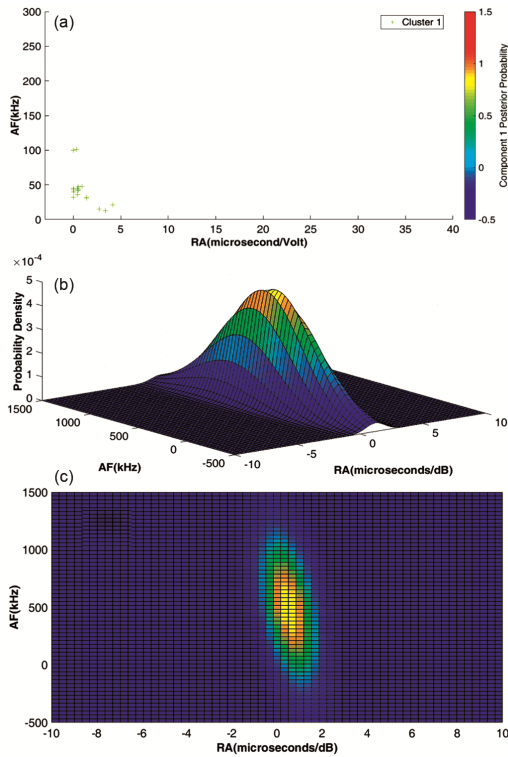 (a)
300
250
200
150
100
50
0
AF(kHz)
0 5 10 15 20 25 30 35 40
RA(microsecond/Volt)
Cluster 1
1.5
1
0.5
0
-0.5
Component 1 Posterior Probability
(b)
×10-4
5
4
3
2
1
0
Probability Density
1500 1000 500 0 -500
AF(kHz)
-10 -5 0 5 10
RA(microseconds/dB)
(c)
1500
1000
500
0
-500
AF(kHz)
-10 -8 -6 -4 -2 0 2 4 6 8 10
RA(microseconds/dB)